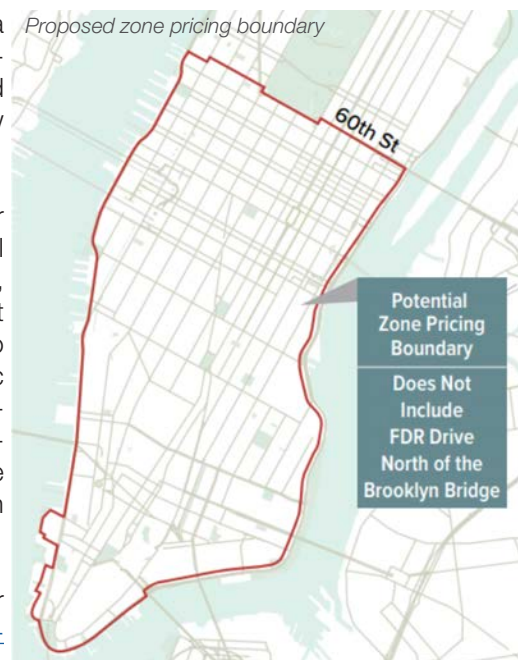 Proposed zone pricing boundary
60th St
Potential
Zone Pricing
Boundary
Does Not
Include
FDR Drive
North of the
Brooklyn Bridge